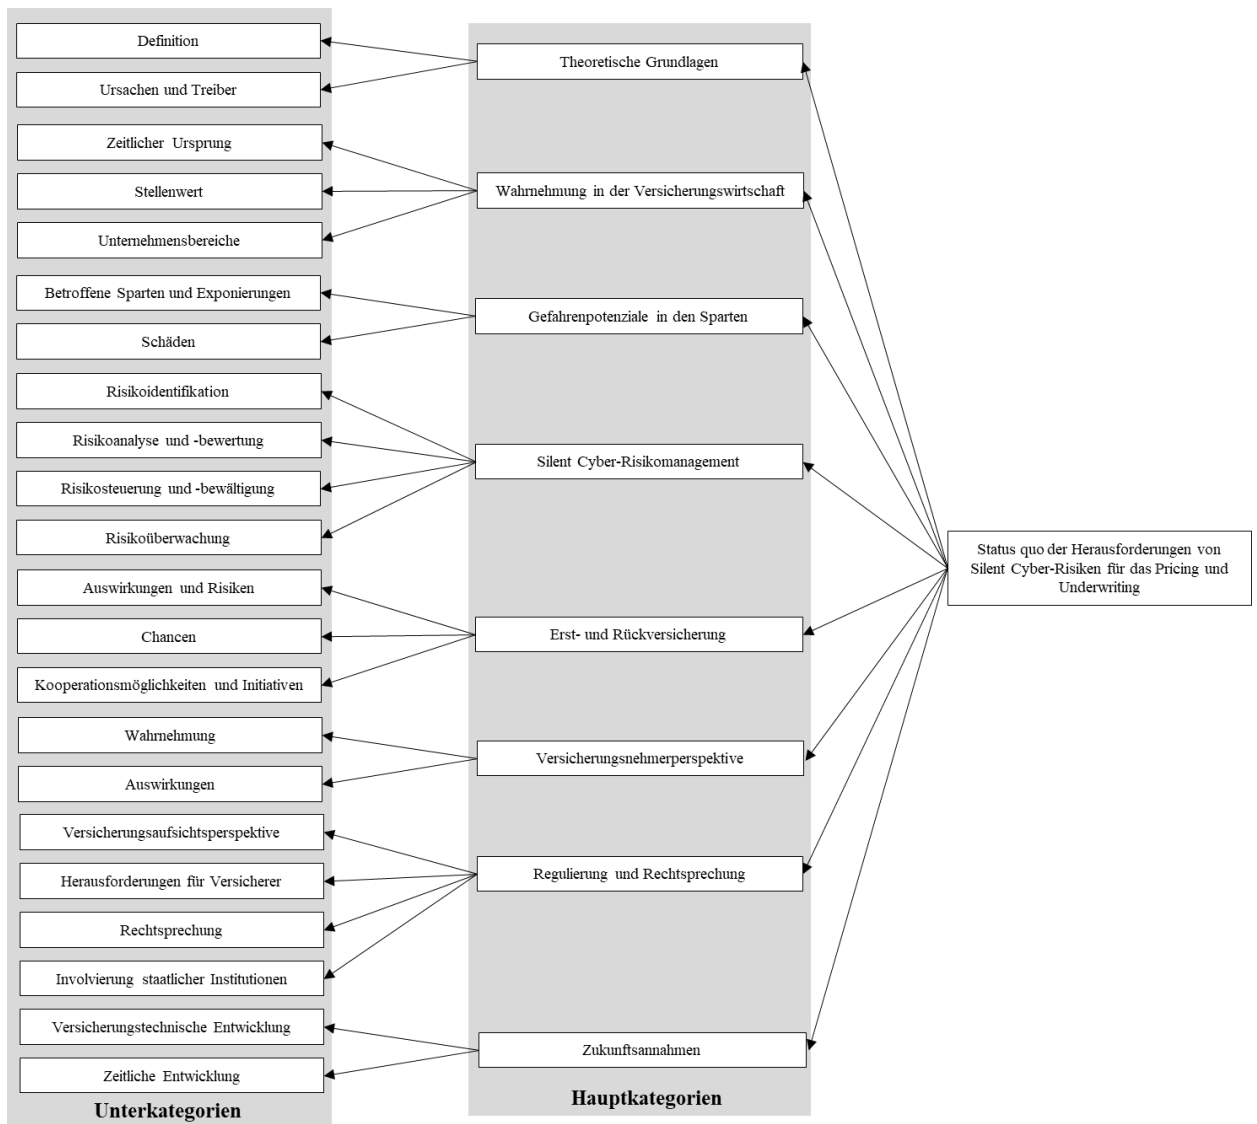 Definition
Ursachen und Treiber
Zeitlicher Ursprung
Stellenwert
Unternehmensbereiche
Betroffene Sparten und Exponierungen
Schäden
Risikoidentifikation
Risikoanalyse und -bewertung
Risikosteuerung und -bewältigung
Risikoüberwachung
Auswirkungen und Risiken
Chancen
Kooperationsmöglichkeiten und Initiativen
Wahrnehmung
Auswirkungen
Versicherungsaufsichtsperspektive
Herausforderungen für Versicherer
Rechtsprechung
Involvierung staatlicher Institutionen
Versicherungstechnische Entwicklung
Zeitliche Entwicklung
Unterkategorien
Theoretische Grundlagen
Wahrnehmung in der Versicherungswirtschaft
Gefahrenpotenziale in den Sparten
Silent Cyber-Risikomanagement
Erst- und Rückversicherung
Versicherungsnehmerperspektive
Regulierung und Rechtsprechung
Zukunftsannahmen
Hauptkategorien
Status quo der Herausforderungen von
Silent Cyber-Risiken für das Pricing und
Underwriting